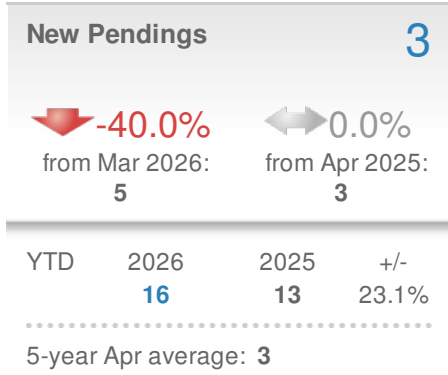 New Pendings 3
-40.0% 0.0%
from Mar 2026: from Apr 2025:
5 3
YTD 2026 2025 +/-
16 13 23.1%
5-year Apr average: 3